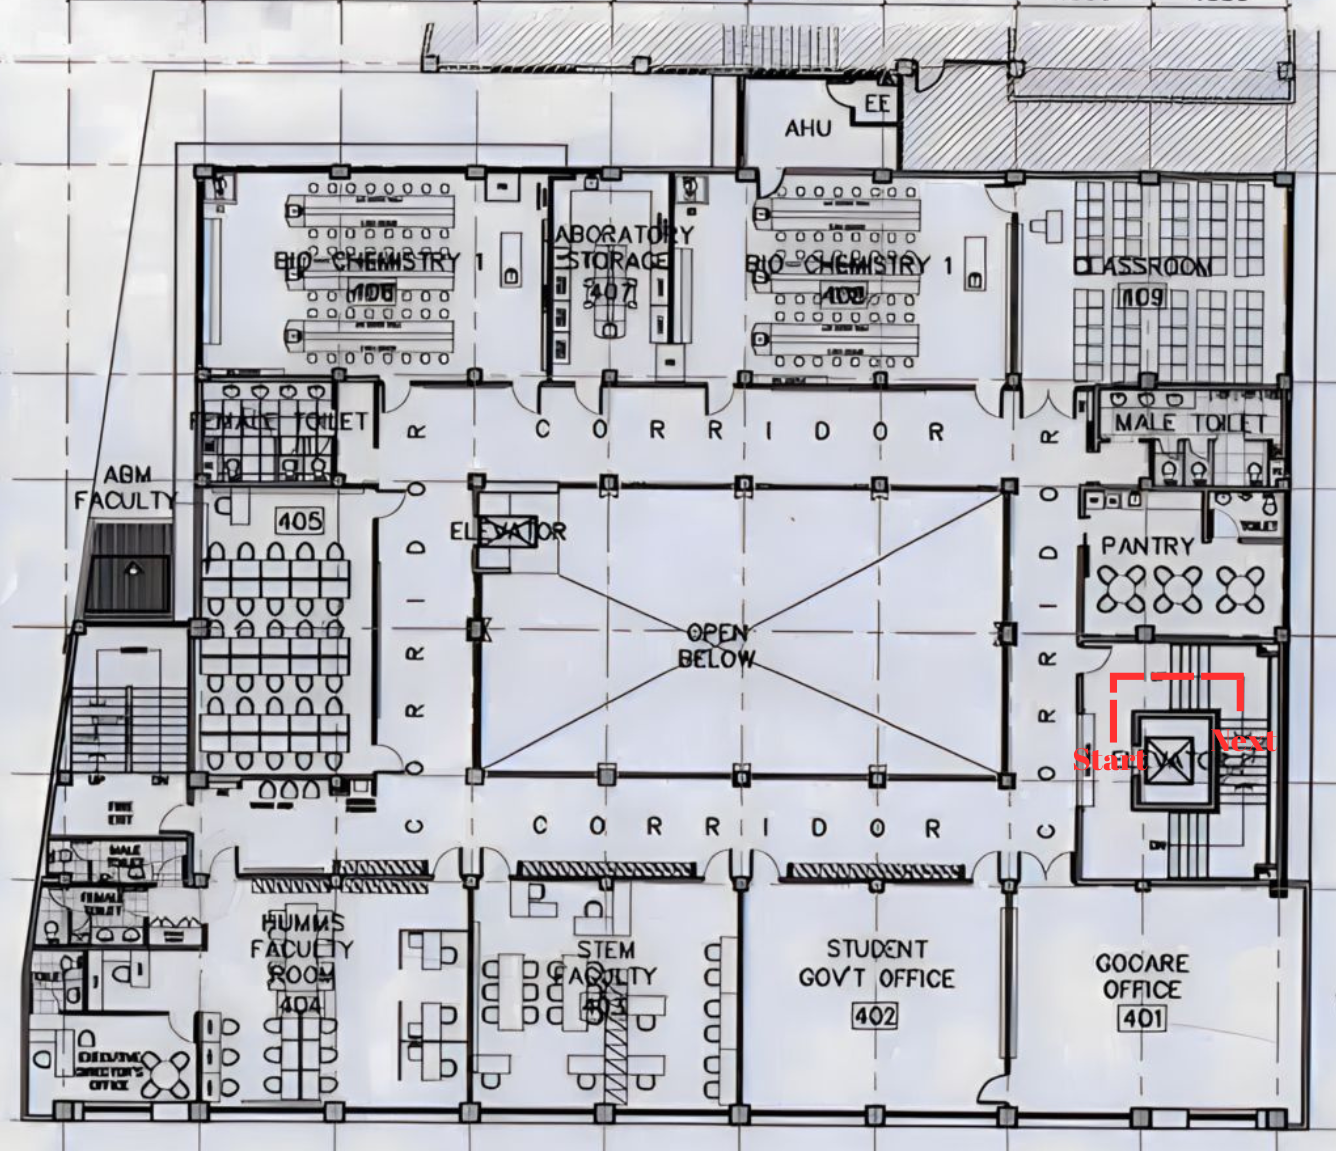 EE
AHU
BIO-CHEMISTRY 1
406
LABORATORY
STORAGE
407
BIO-CHEMISTRY 1
408
CLASSROOM
409
FEMALE TOILET
CORRIDOR
MALE TOILET
ABM
FACULTY
405
ELEVATOR
CORRIDOR
OPEN
BELOW
CORRIDOR
PANTRY
TOILET
Start
Next
ELEVATOR
UP
DN
FIRE
EXIT
DN
CORRIDOR
MALE
TOILET
FEMALE
TOILET
HUMMS
FACULTY
ROOM
404
STEM
FACULTY
403
STUDENT
GOV'T OFFICE
402
GOCARE
OFFICE
401
EXECUTIVE
DIRECTOR'S
OFFICE